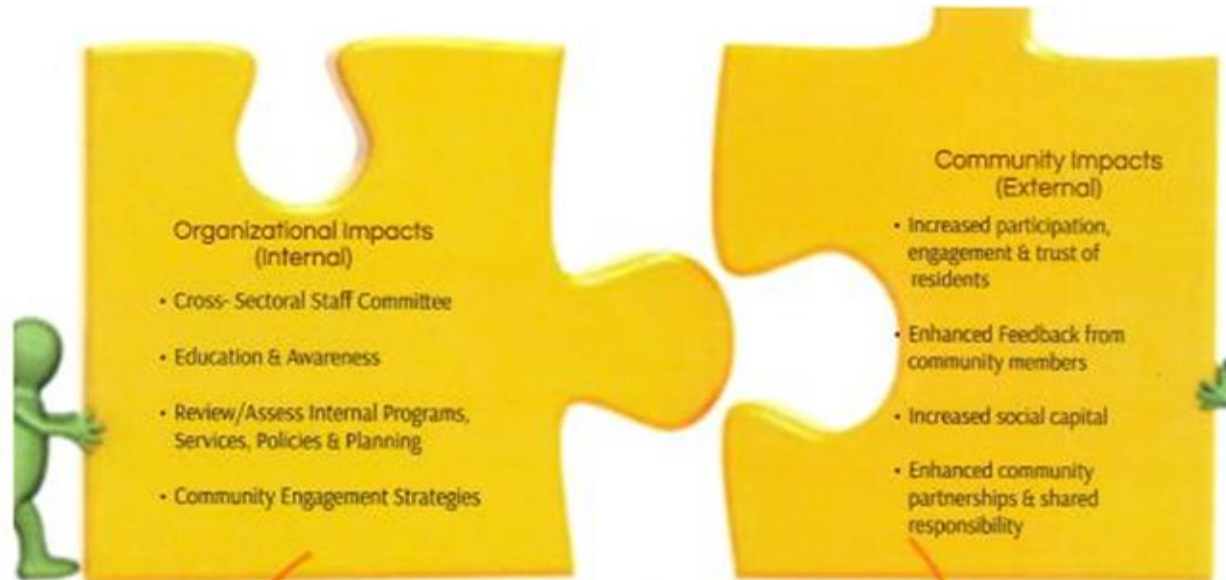 Organizational Impacts
(Internal)
• Cross- Sectoral Staff Committee
• Education & Awareness
• Review/Assess Internal Programs,
Services, Policies & Planning
• Community Engagement Strategies
Community Impacts
(External)
• Increased participation,
engagement & trust of
residents
• Enhanced Feedback from
community members
• Increased social capital
• Enhanced community
partnerships & shared
responsibility